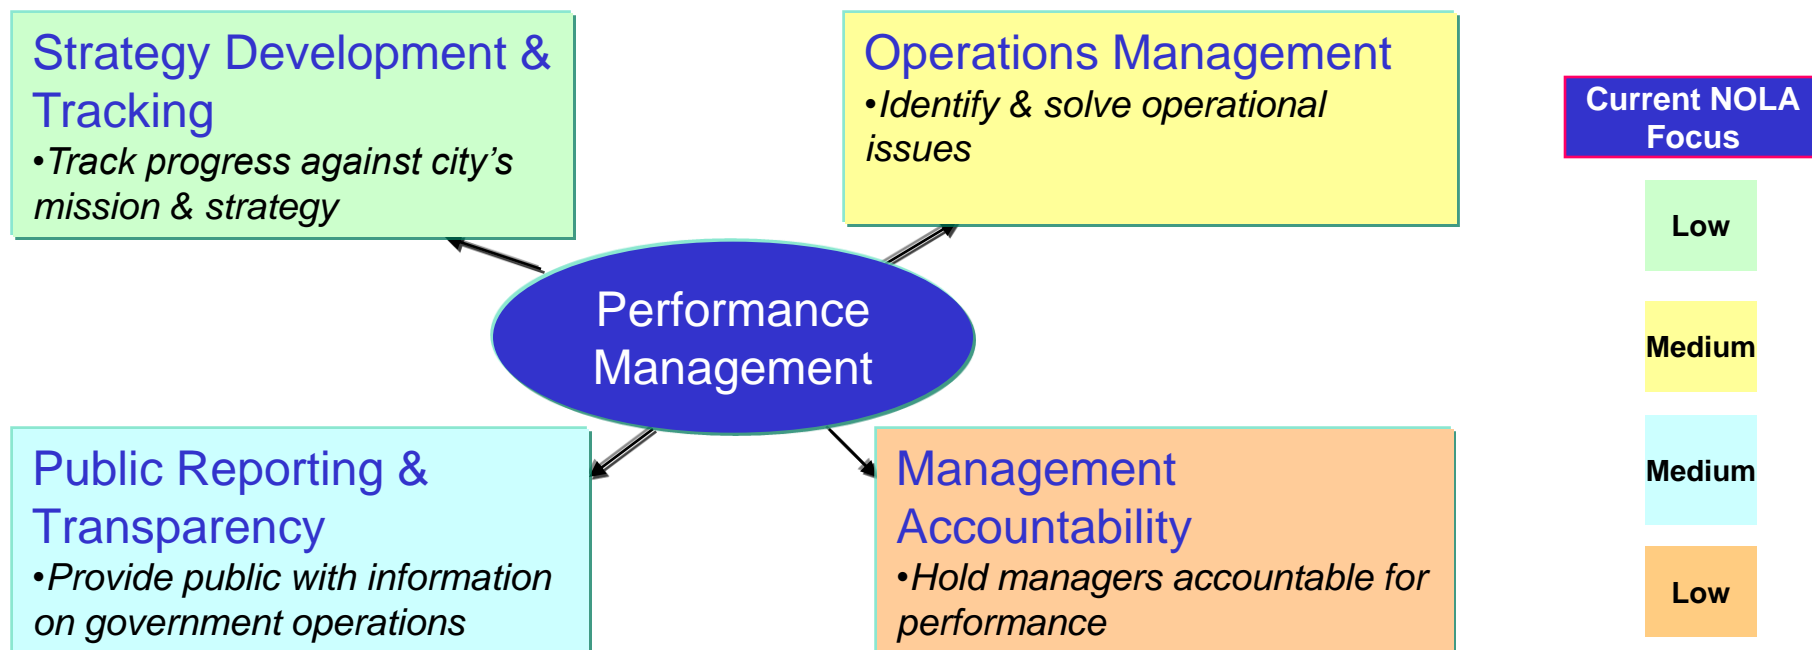 Strategy Development &
Tracking
•Track progress against city’s
mission & strategy
Operations Management
•Identify & solve operational
issues
Performance
Management
Public Reporting &
Transparency
•Provide public with information
on government operations
Management
Accountability
•Hold managers accountable for
performance
Current NOLA
Focus
Low
Medium
Medium
Low